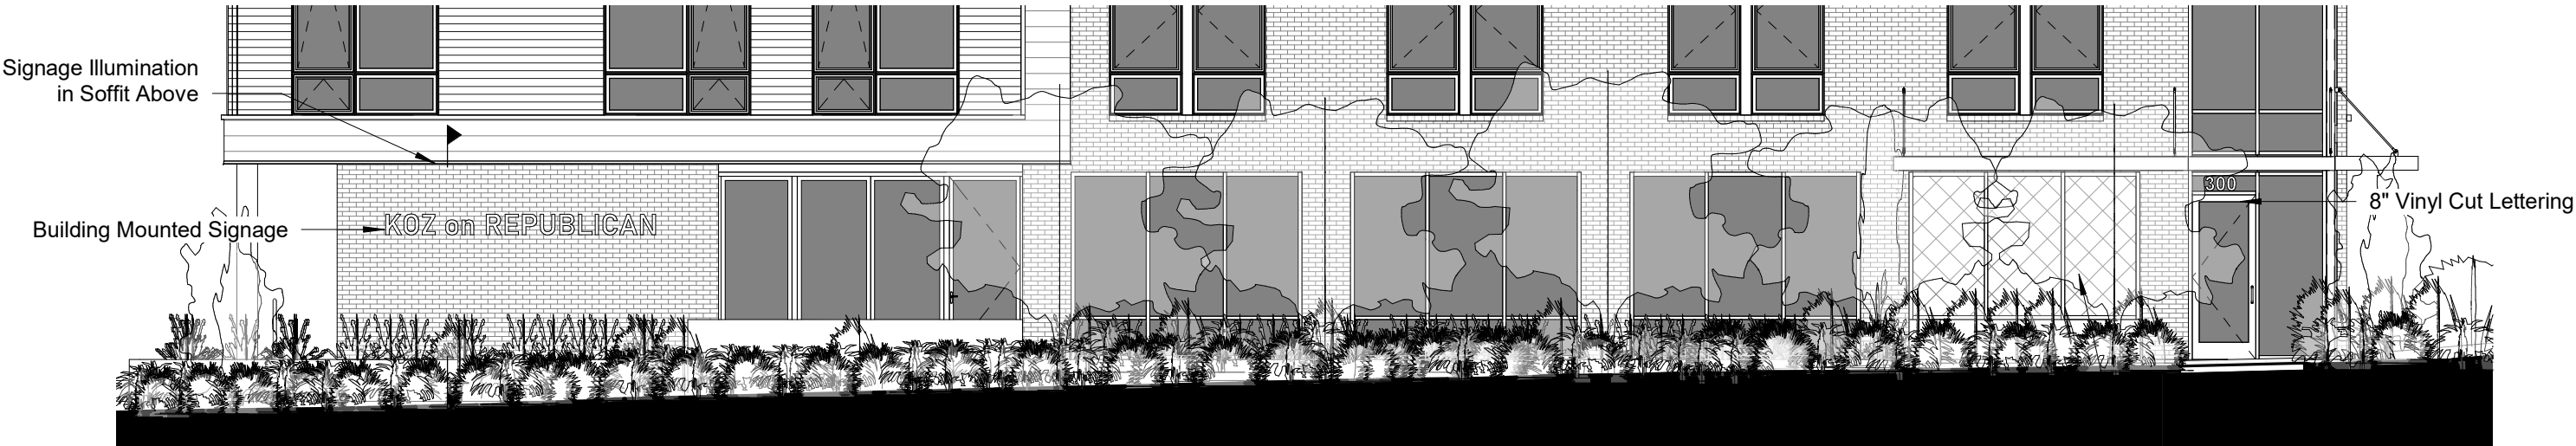 Signage Illumination
in Soffit Above
Building Mounted Signage
KOZ on REPUBLICAN
300
8" Vinyl Cut Lettering